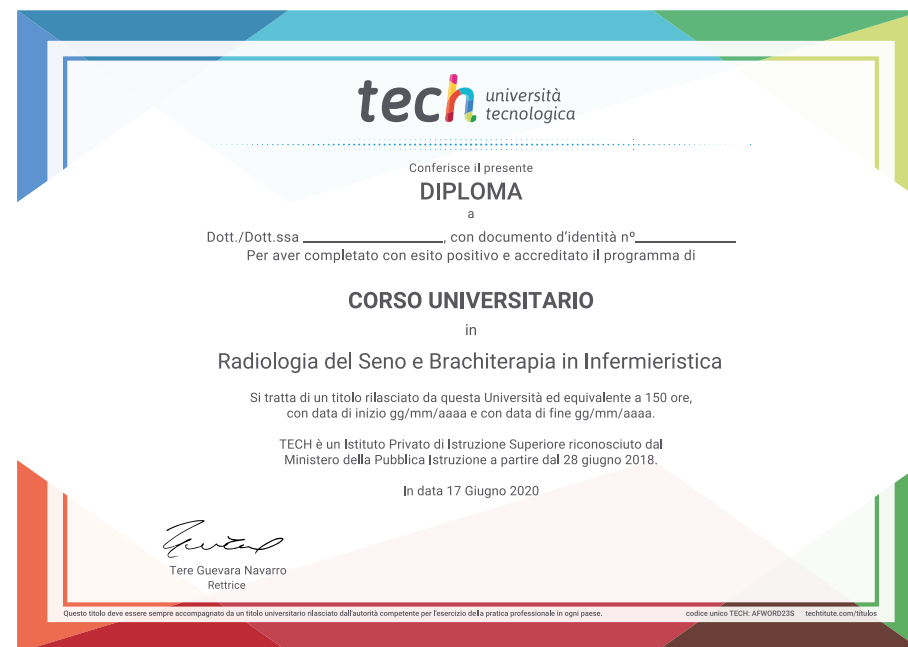 tech università
tecnologica
Conferisce il presente
DIPLOMA
a
Dott./Dott.ssa ____________________, con documento d'identità nº______________
Per aver completato con esito positivo e accreditato il programma di
CORSO UNIVERSITARIO
in
Radiologia del Seno e Brachiterapia in Infermieristica
Si tratta di un titolo rilasciato da questa Università ed equivalente a 150 ore,
con data di inizio gg/mm/aaaa e con data di fine gg/mm/aaaa.
TECH è un Istituto Privato di Istruzione Superiore riconosciuto dal
Ministero della Pubblica Istruzione a partire dal 28 giugno 2018.
In data 17 Giugno 2020
Tere Guevara Navarro
Rettrice
Questo titolo deve essere sempre accompagnato da un titolo universitario rilasciato dall'autorità competente per l'esercizio della pratica professionale in ogni paese. codice unico TECH: AFWORD23S techtitute.com/títulos